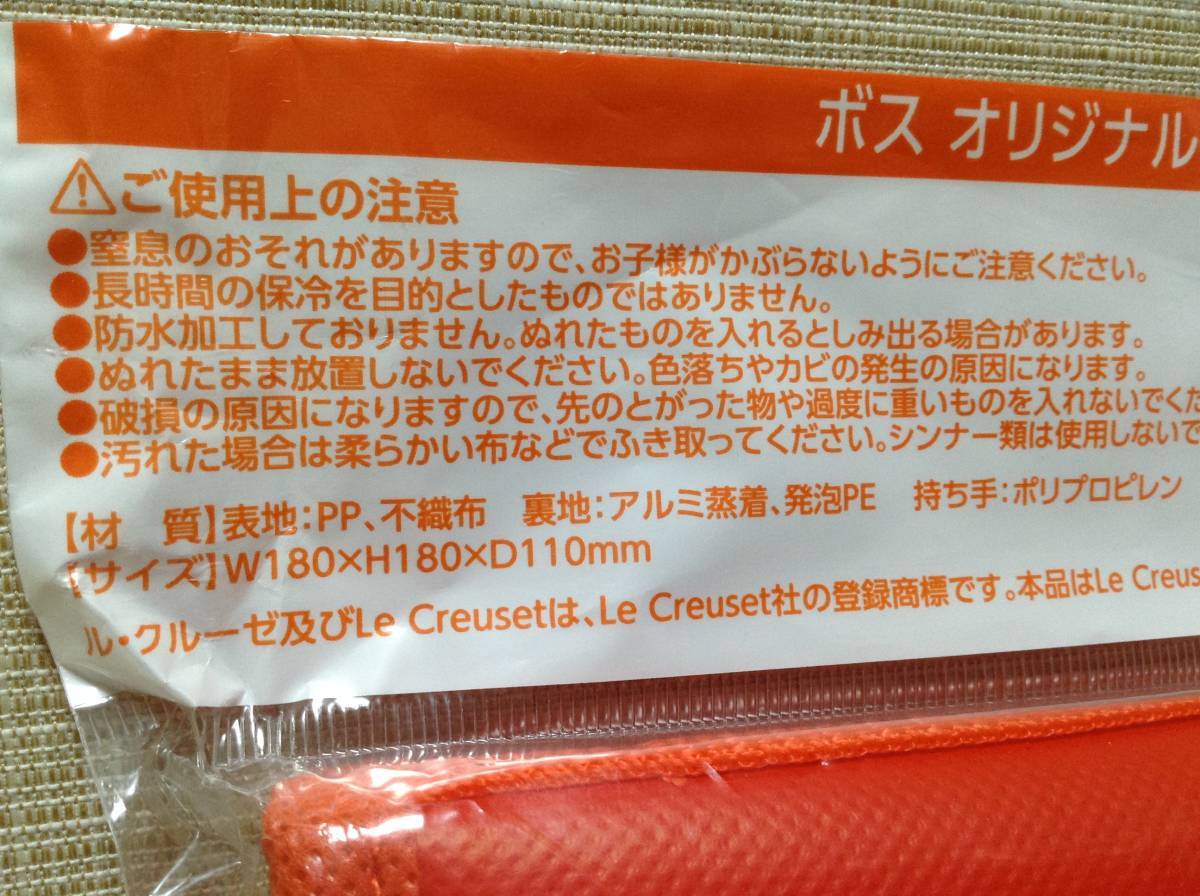 ボス オリジナル
⚠ご使用上の注意
●窒息のおそれがありますので、お子様がかぶらないようにご注意ください。
●長時間の保冷を目的としたものではありません。
●防水加工しておりません。ぬれたものを入れるとしみ出る場合があります。
●ぬれたまま放置しないでください。色落ちやカビの発生の原因になります。
●破損の原因になりますので、先のとがった物や過度に重いものを入れないでくだ
●汚れた場合は柔らかい布などでふき取ってください。シンナー類は使用しないで
【材　質】表地：PP、不織布　裏地：アルミ蒸着、発泡PE　持ち手：ポリプロピレン
【サイズ】W180×H180×D110mm
ル・クルーゼ及びLe Creusetは、Le Creuset社の登録商標です。本品はLe Creus